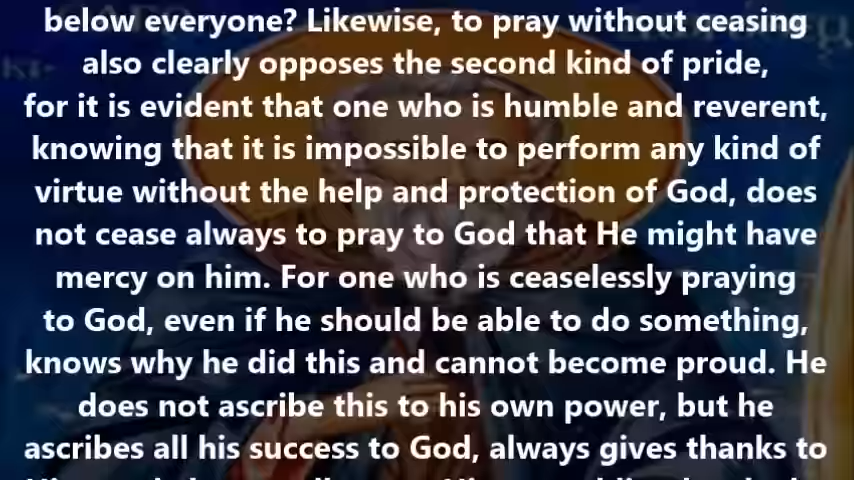 below everyone? Likewise, to pray without ceasing
also clearly opposes the second kind of pride,
for it is evident that one who is humble and reverent,
knowing that it is impossible to perform any kind of
virtue without the help and protection of God, does
not cease always to pray to God that He might have
mercy on him. For one who is ceaselessly praying
to God, even if he should be able to do something,
knows why he did this and cannot become proud. He
does not ascribe this to his own power, but he
ascribes all his success to God, always gives thanks to